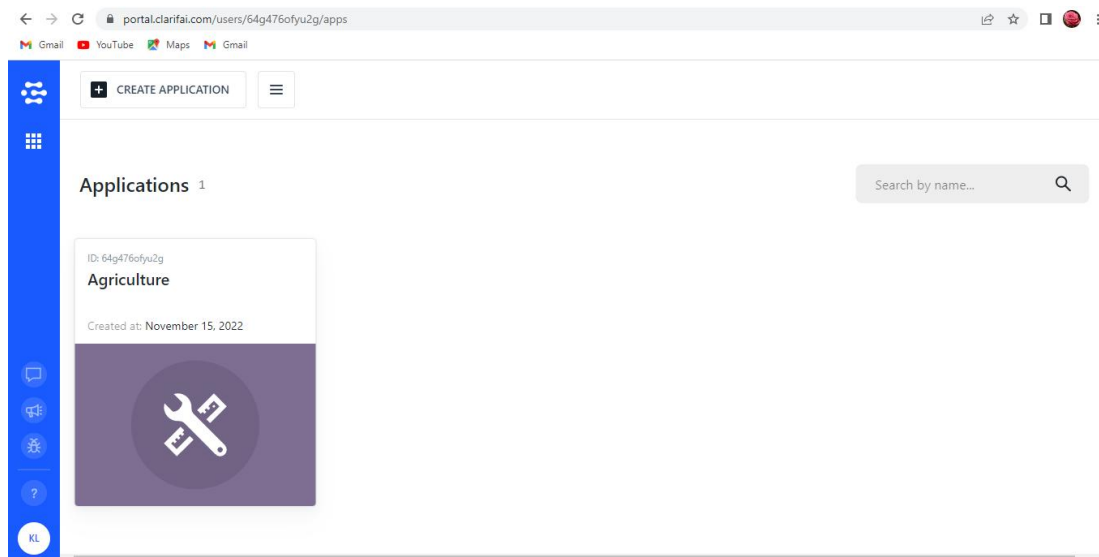 portal.clarifai.com/users/64g476ofyu2g/apps
Gmail YouTube Maps Gmail
+ CREATE APPLICATION
Applications 1
Search by name...
ID: 64g476ofyu2g
Agriculture
Created at: November 15, 2022
?
KL